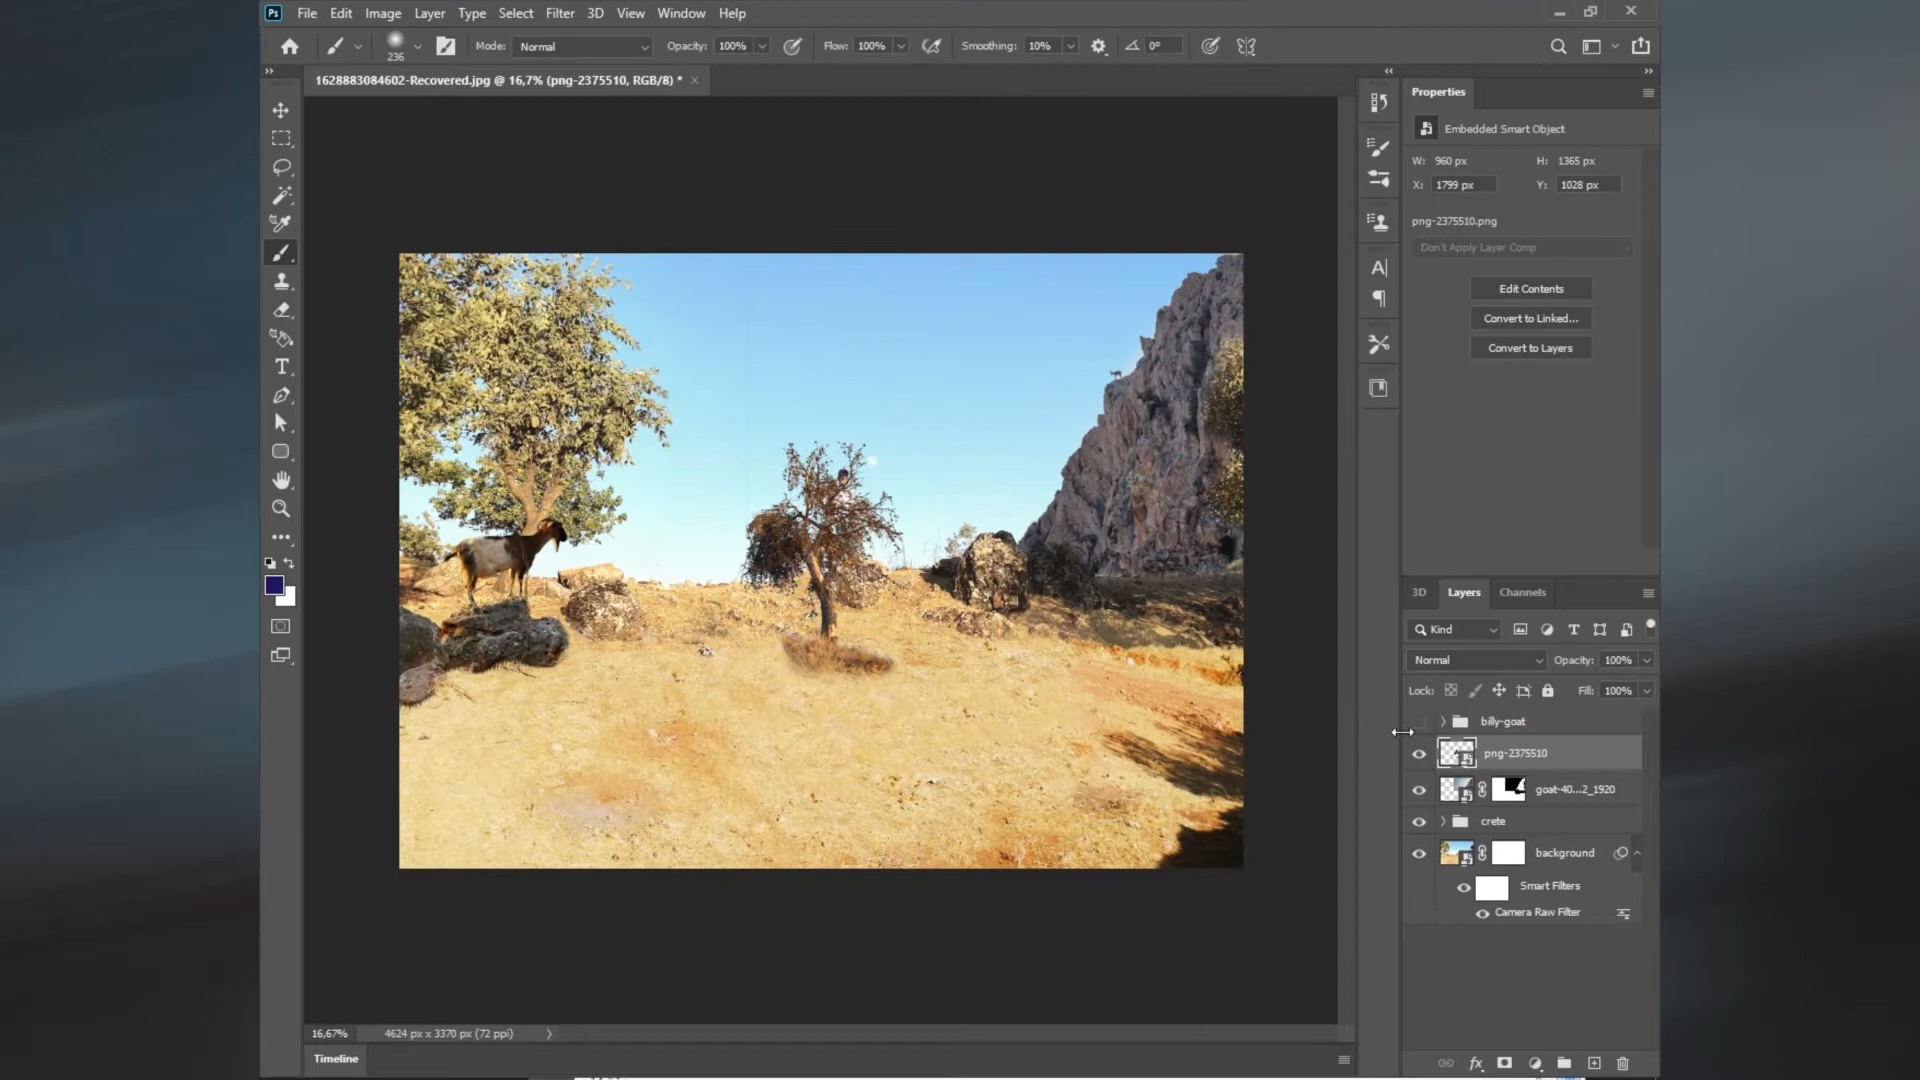 Ps File Edit Image Layer Type Select Filter 3D View Window Help
236 Mode: Normal Opacity: 100% Flow: 100% Smoothing: 10% 0°
1628883084602-Recovered.jpg @ 16,7% (png-2375510, RGB/8) *
Properties
Embedded Smart Object
W: 960 px H: 1365 px
X: 1799 px Y: 1028 px
png-2375510.png
Don't Apply Layer Comp
Edit Contents
Convert to Linked...
Convert to Layers
3D Layers Channels
Kind
Normal Opacity: 100%
Lock: Fill: 100%
billy-goat
png-2375510
goat-40...2_1920
crete
background
Smart Filters
Camera Raw Filter
16,67% 4624 px x 3370 px (72 ppi)
Timeline